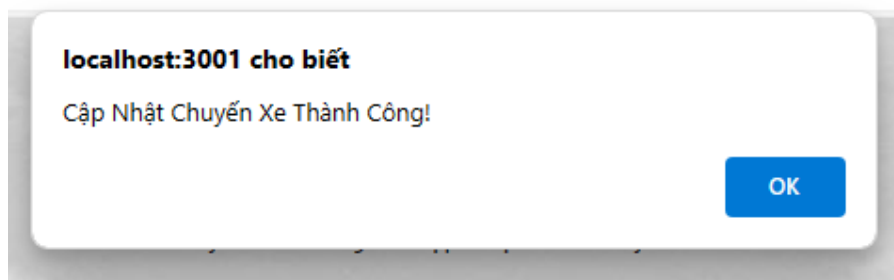 localhost:3001 cho biết
Cập Nhật Chuyến Xe Thành Công!
OK